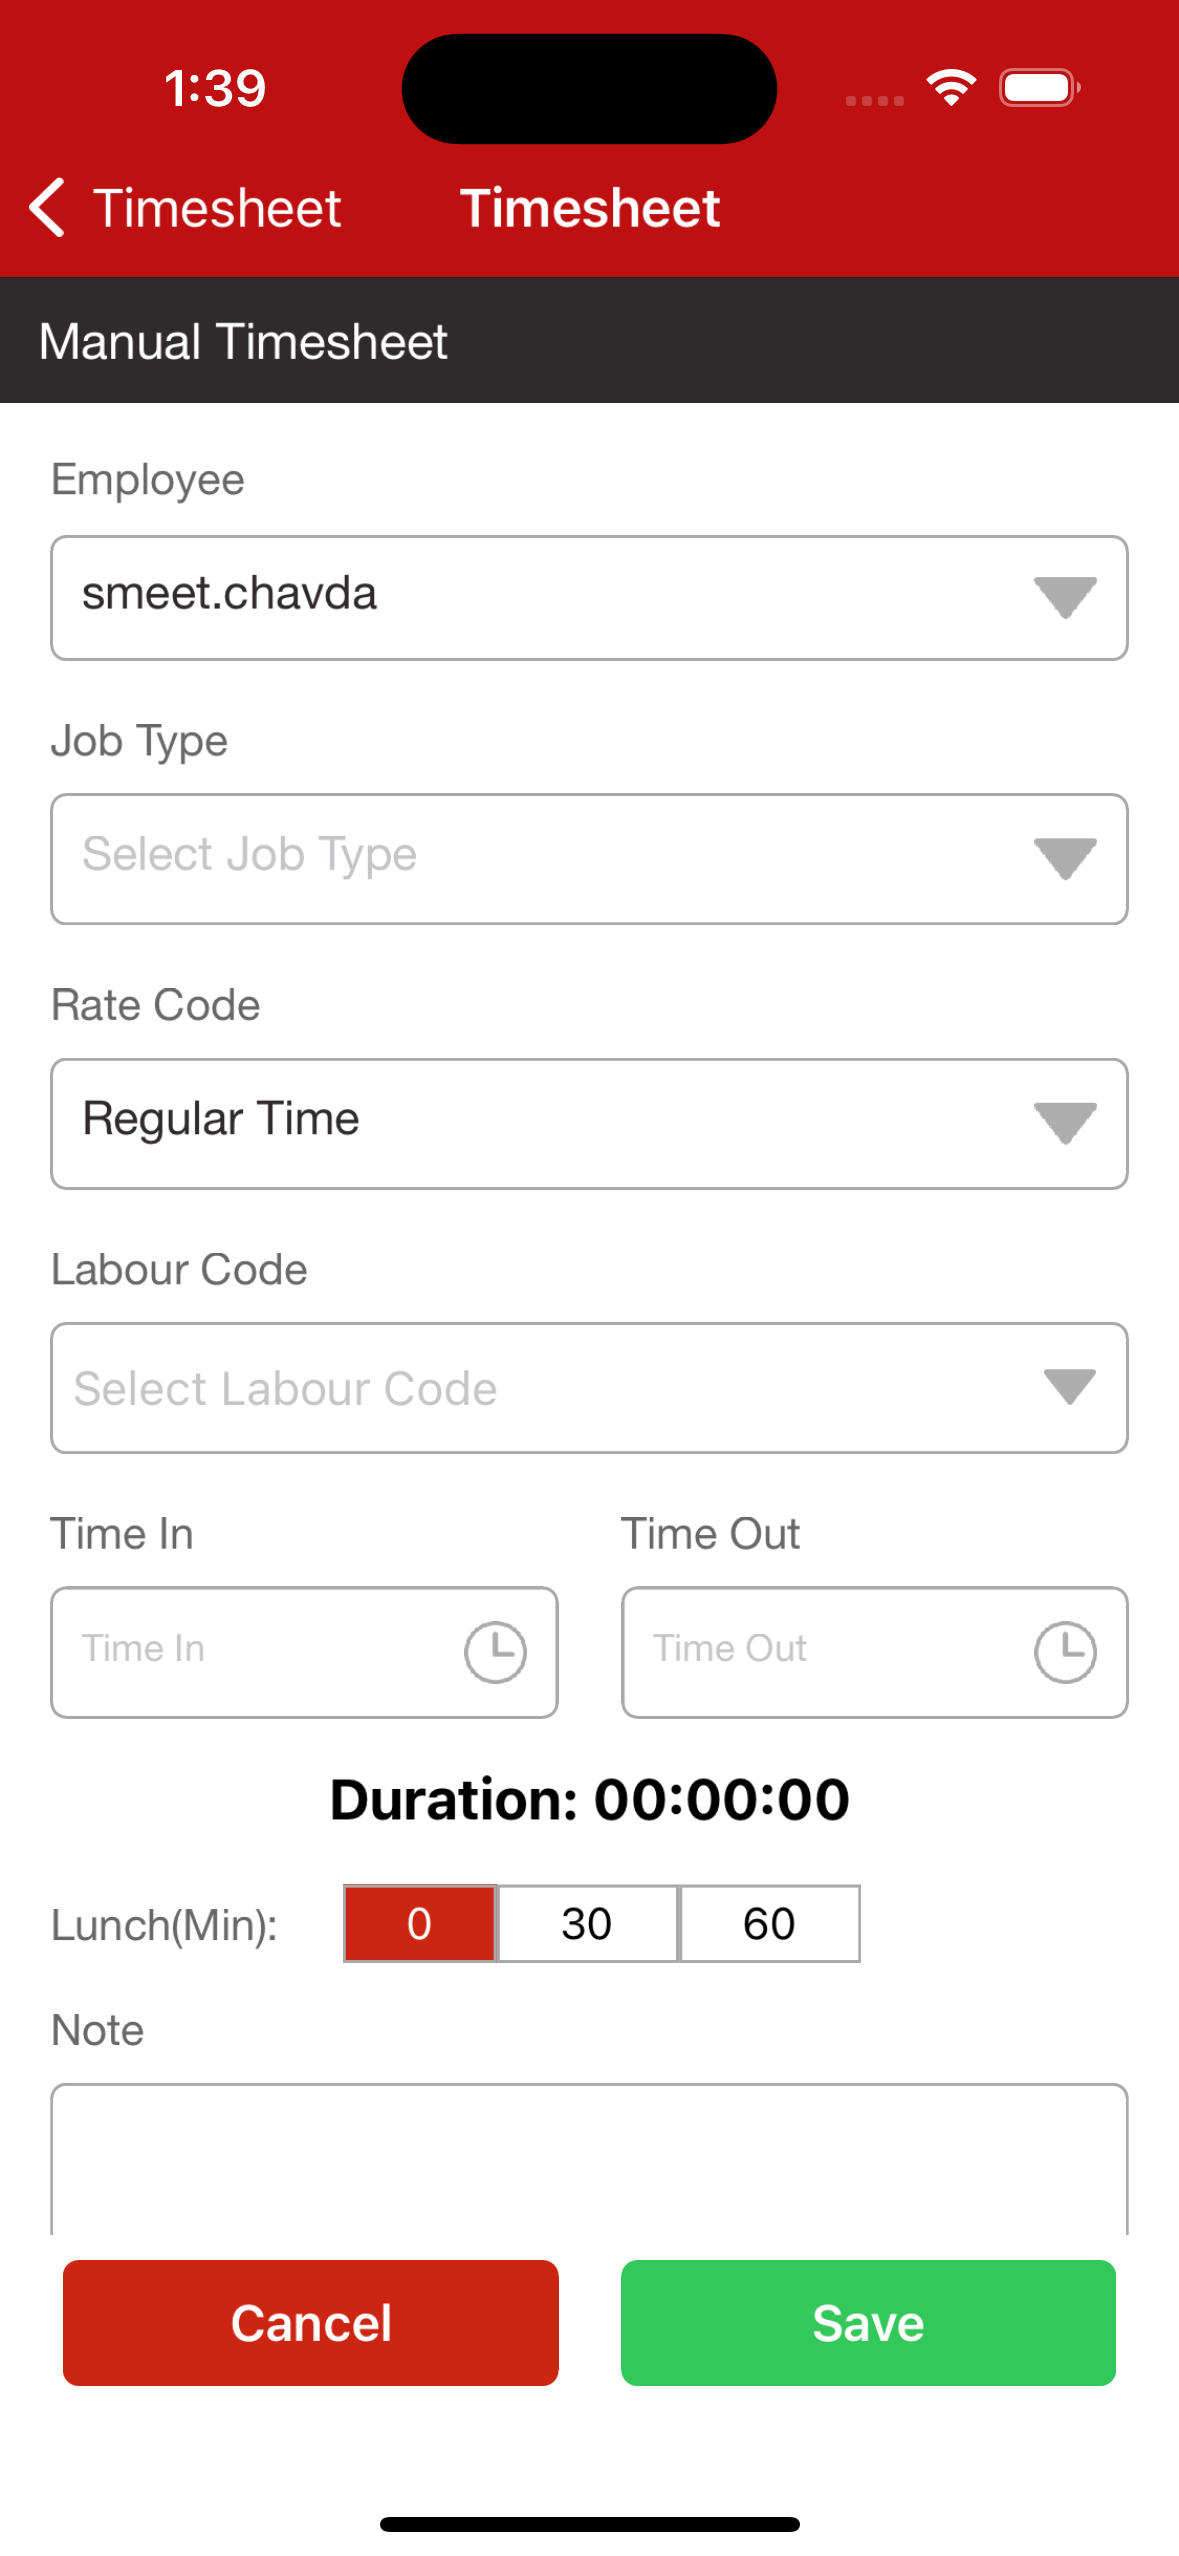 1:39
Timesheet
Timesheet
Manual Timesheet
Employee
smeet.chavda
Job Type
Select Job Type
Rate Code
Regular Time
Labour Code
Select Labour Code
Time In
Time Out
Time In
Time Out
Duration: 00:00:00
Lunch(Min):
0
30
60
Note
Cancel
Save